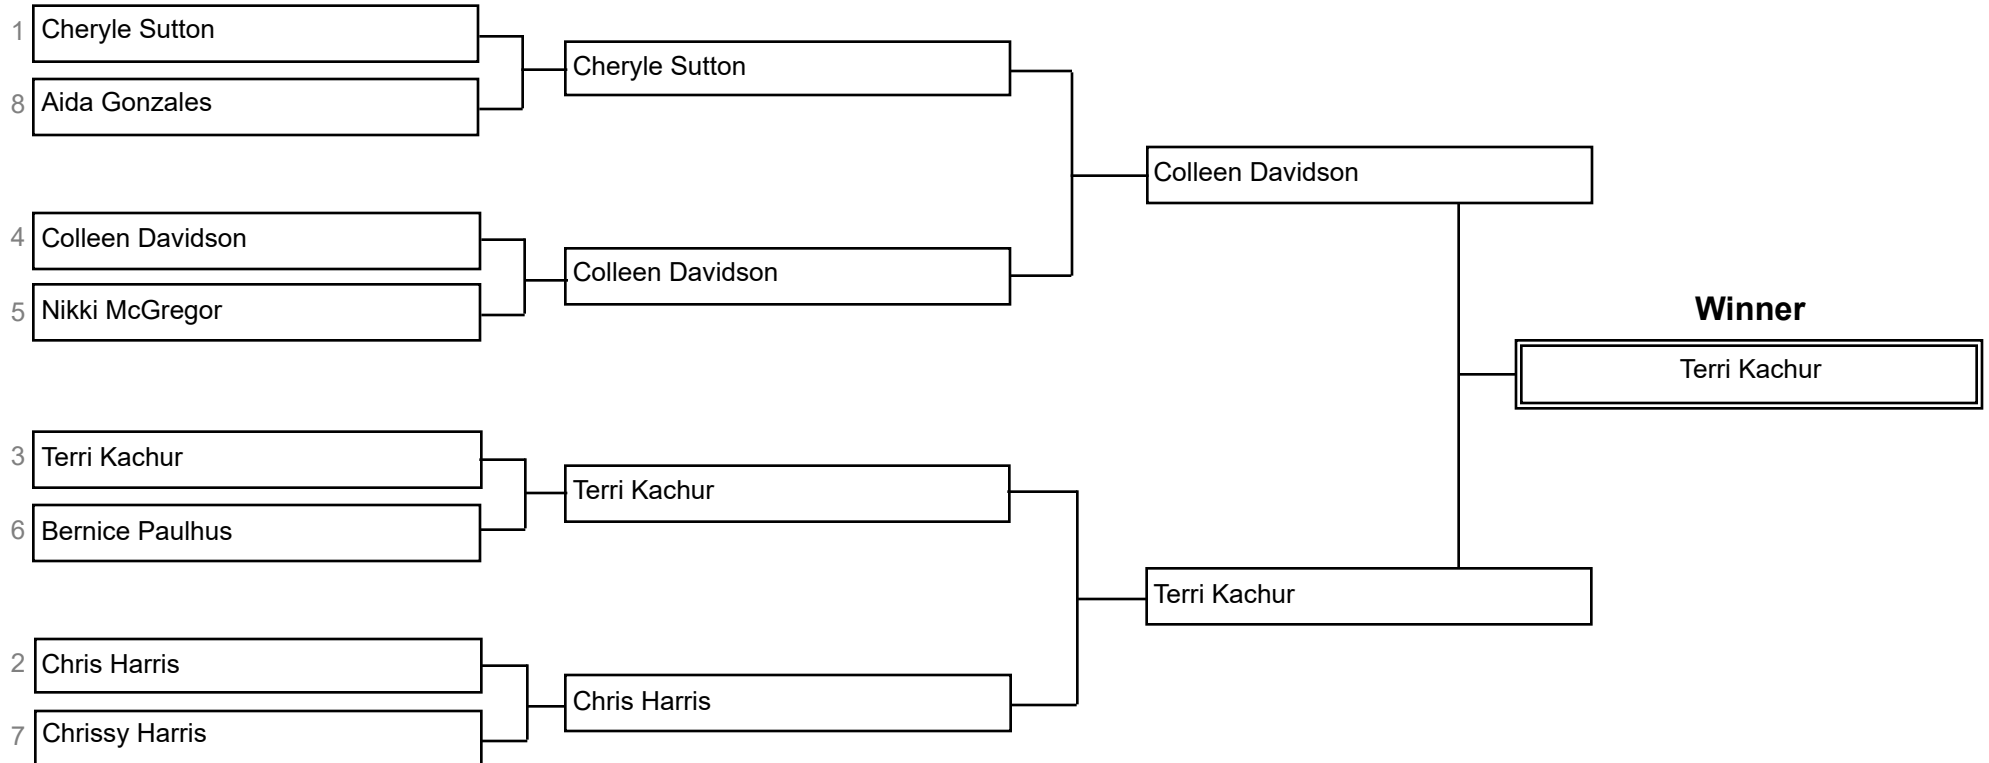 1 Cheryle Sutton
8 Aida Gonzales
Cheryle Sutton
4 Colleen Davidson
5 Nikki McGregor
Colleen Davidson
Colleen Davidson
3 Terri Kachur
6 Bernice Paulhus
Terri Kachur
2 Chris Harris
7 Chrissy Harris
Chris Harris
Terri Kachur
Winner
Terri Kachur